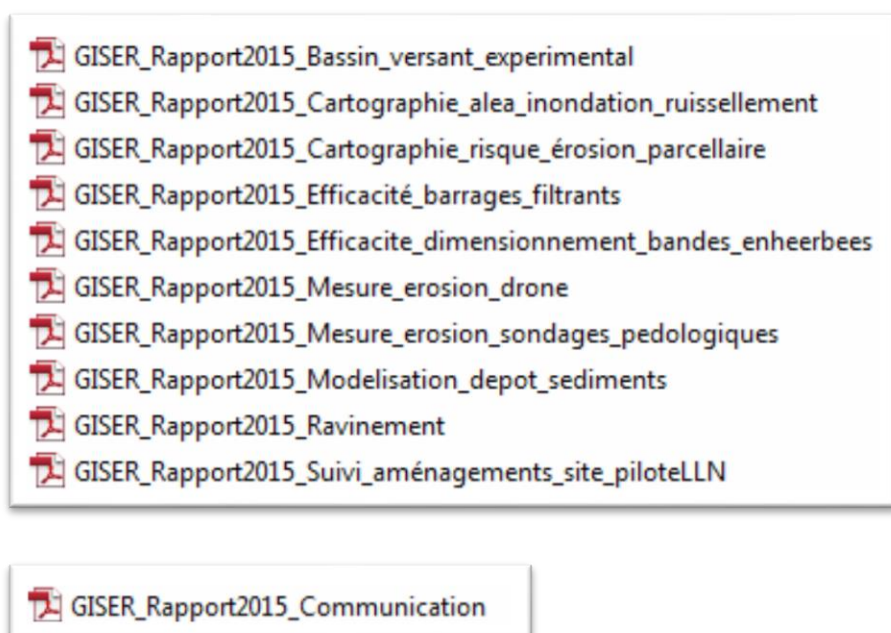 GISER_Rapport2015_Bassin_versant_experimental
GISER_Rapport2015_Cartographie_alea_inondation_ruissellement
GISER_Rapport2015_Cartographie_risque_érosion_parcellaire
GISER_Rapport2015_Efficacité_barrages_filtrants
GISER_Rapport2015_Efficacite_dimensionnement_bandes_enheerbees
GISER_Rapport2015_Mesure_erosion_drone
GISER_Rapport2015_Mesure_erosion_sondages_pedologiques
GISER_Rapport2015_Modelisation_depot_sediments
GISER_Rapport2015_Ravinement
GISER_Rapport2015_Suivi_aménagements_site_piloteLLN
GISER_Rapport2015_Communication